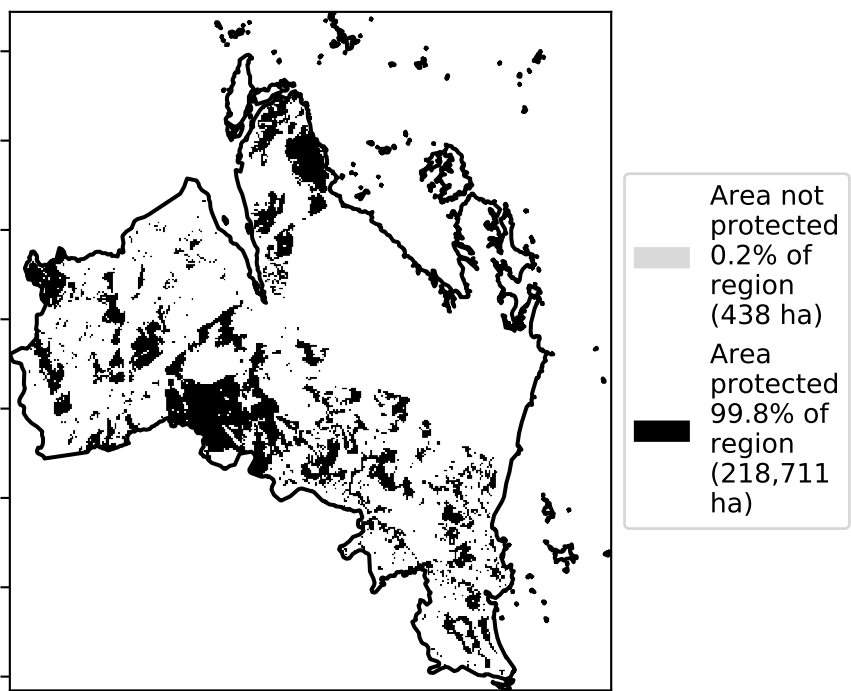 Area not
protected
0.2% of
region
(438 ha)
Area
protected
99.8% of
region
(218,711
ha)